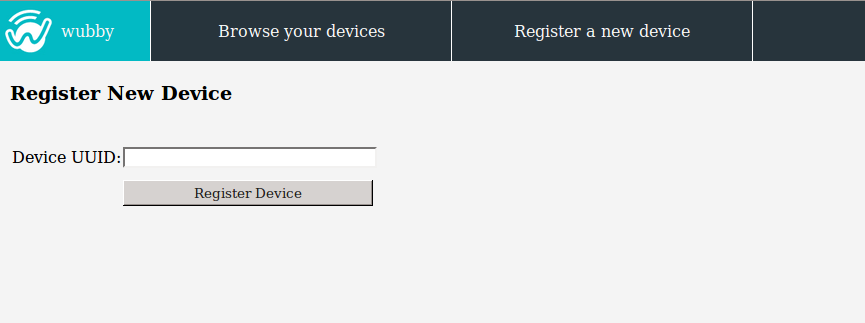 wubby
Browse your devices
Register a new device
Register New Device
Device UUID:
Register Device